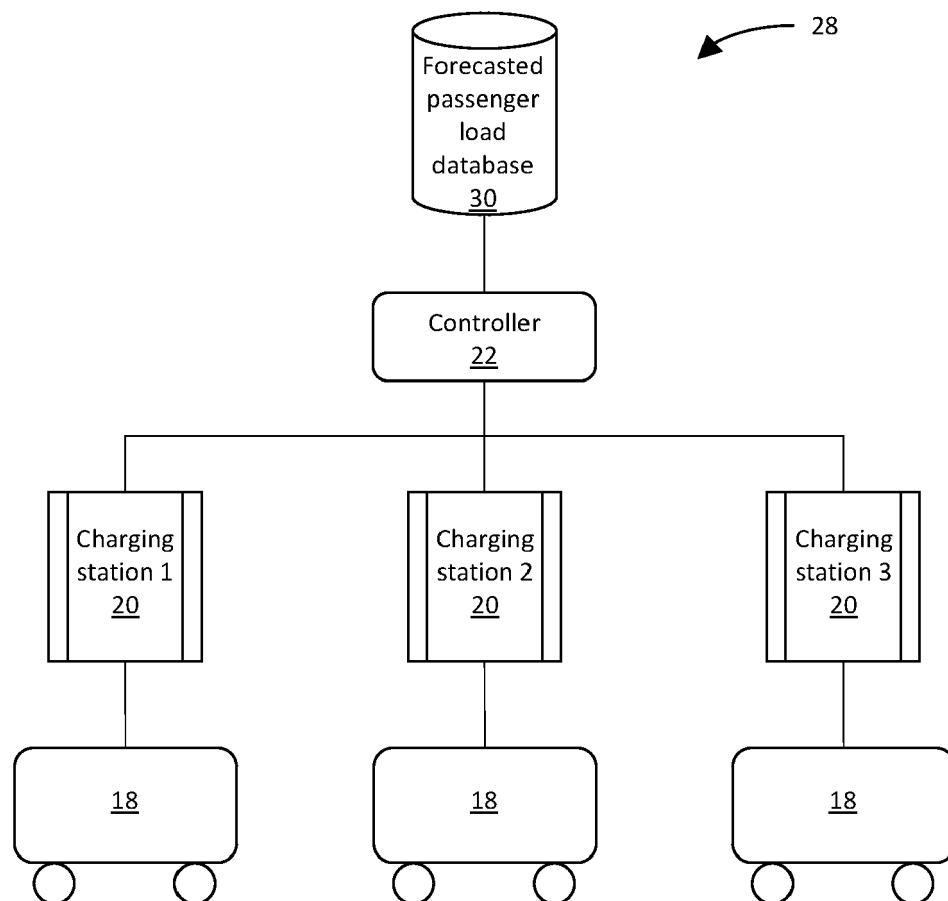 28
Forecasted
passenger
load
database
30
Controller
22
Charging
station 1
20
Charging
station 2
20
Charging
station 3
20
18
18
18